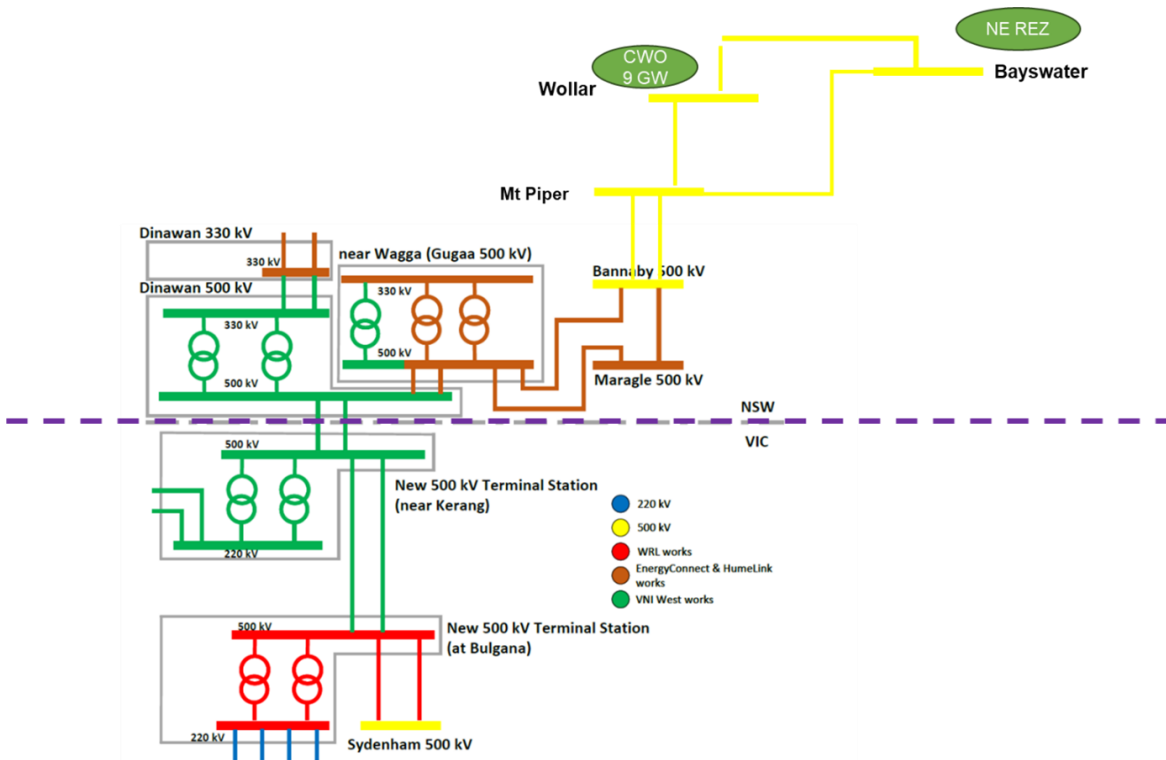 NE REZ
CWO
9 GW
Wollar
Bayswater
Mt Piper
Dinawan 330 kV
330 kV
near Wagga (Gugaa 500 kV)
Bannaby 500 kV
Dinawan 500 kV
330 kV
330 kV
500 kV
500 kV
Maragle 500 kV
NSW
VIC
500 kV
New 500 kV Terminal Station
(near Kerang)
220 kV
220 kV
500 kV
WRL works
EnergyConnect & HumeLink
works
VNI West works
500 kV
New 500 kV Terminal Station
(at Bulgana)
220 kV
Sydenham 500 kV